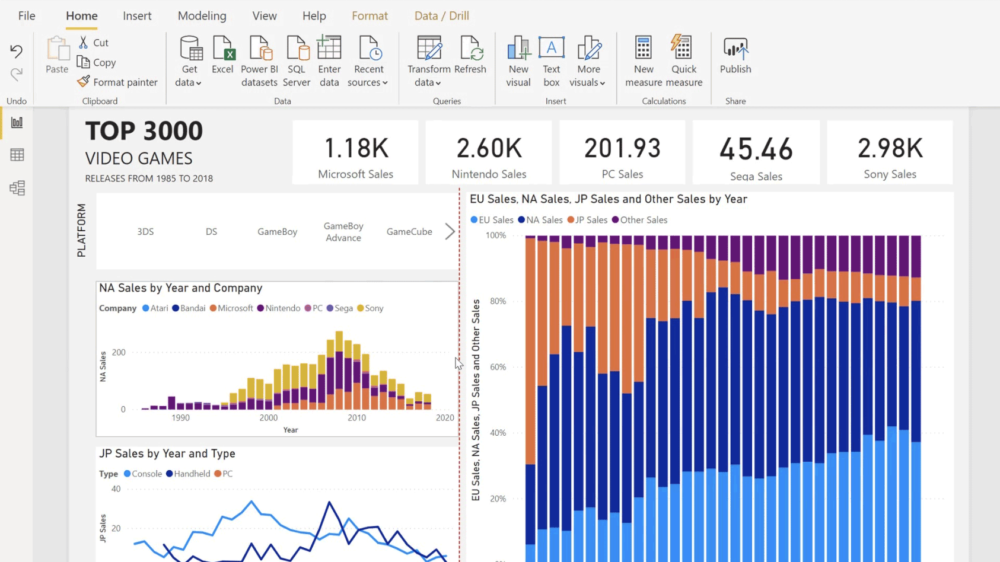 File Home Insert Modeling View Help Format Data / Drill
Paste
Cut
Copy
Format painter
Get data
Excel
Power BI datasets
SQL Server
Enter data
Recent sources
Transform data
Refresh
New visual
Text box
More visuals
New measure
Quick measure
Publish
Undo Clipboard Data Queries Insert Calculations Share
TOP 3000
VIDEO GAMES
RELEASES FROM 1985 TO 2018
1.18K
Microsoft Sales
2.60K
Nintendo Sales
201.93
PC Sales
45.46
Sega Sales
2.98K
Sony Sales
PLATFORM
3DS
DS
GameBoy
GameBoy
Advance
GameCube
NA Sales by Year and Company
Company Atari Bandai Microsoft Nintendo PC Sega Sony
NA Sales
200
0
1990 2000 2010 2020
Year
JP Sales by Year and Type
Type Console Handheld PC
JP Sales
40
20
EU Sales, NA Sales, JP Sales and Other Sales by Year
EU Sales NA Sales JP Sales Other Sales
EU Sales, NA Sales, JP Sales and Other Sales
100%
80%
60%
40%
20%